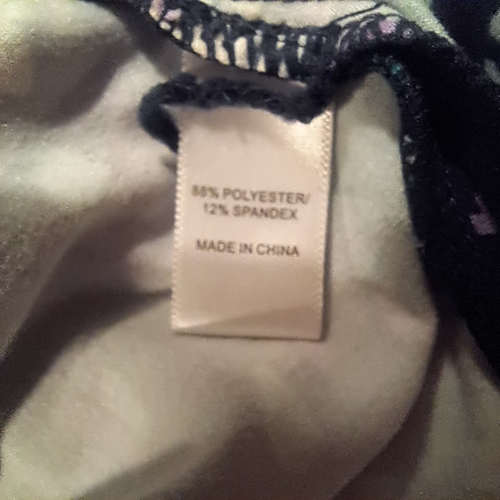 88% POLYESTER/
12% SPANDEX
MADE IN CHINA